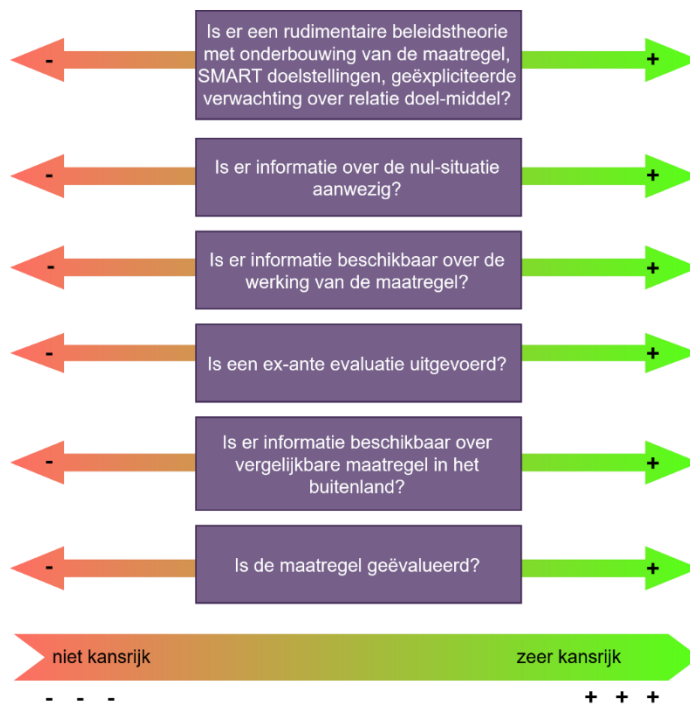 Is er een rudimentaire beleidstheorie
met onderbouwing van de maatregel,
SMART doelstellingen, geëxpliciteerde
verwachting over relatie doel-middel?
- +
Is er informatie over de nul-situatie
aanwezig?
- +
Is er informatie beschikbaar over de
werking van de maatregel?
- +
Is een ex-ante evaluatie uitgevoerd?
- +
Is er informatie beschikbaar over
vergelijkbare maatregel in het
buitenland?
- +
Is de maatregel geëvalueerd?
- +
niet kansrijk zeer kansrijk
- - - + + +